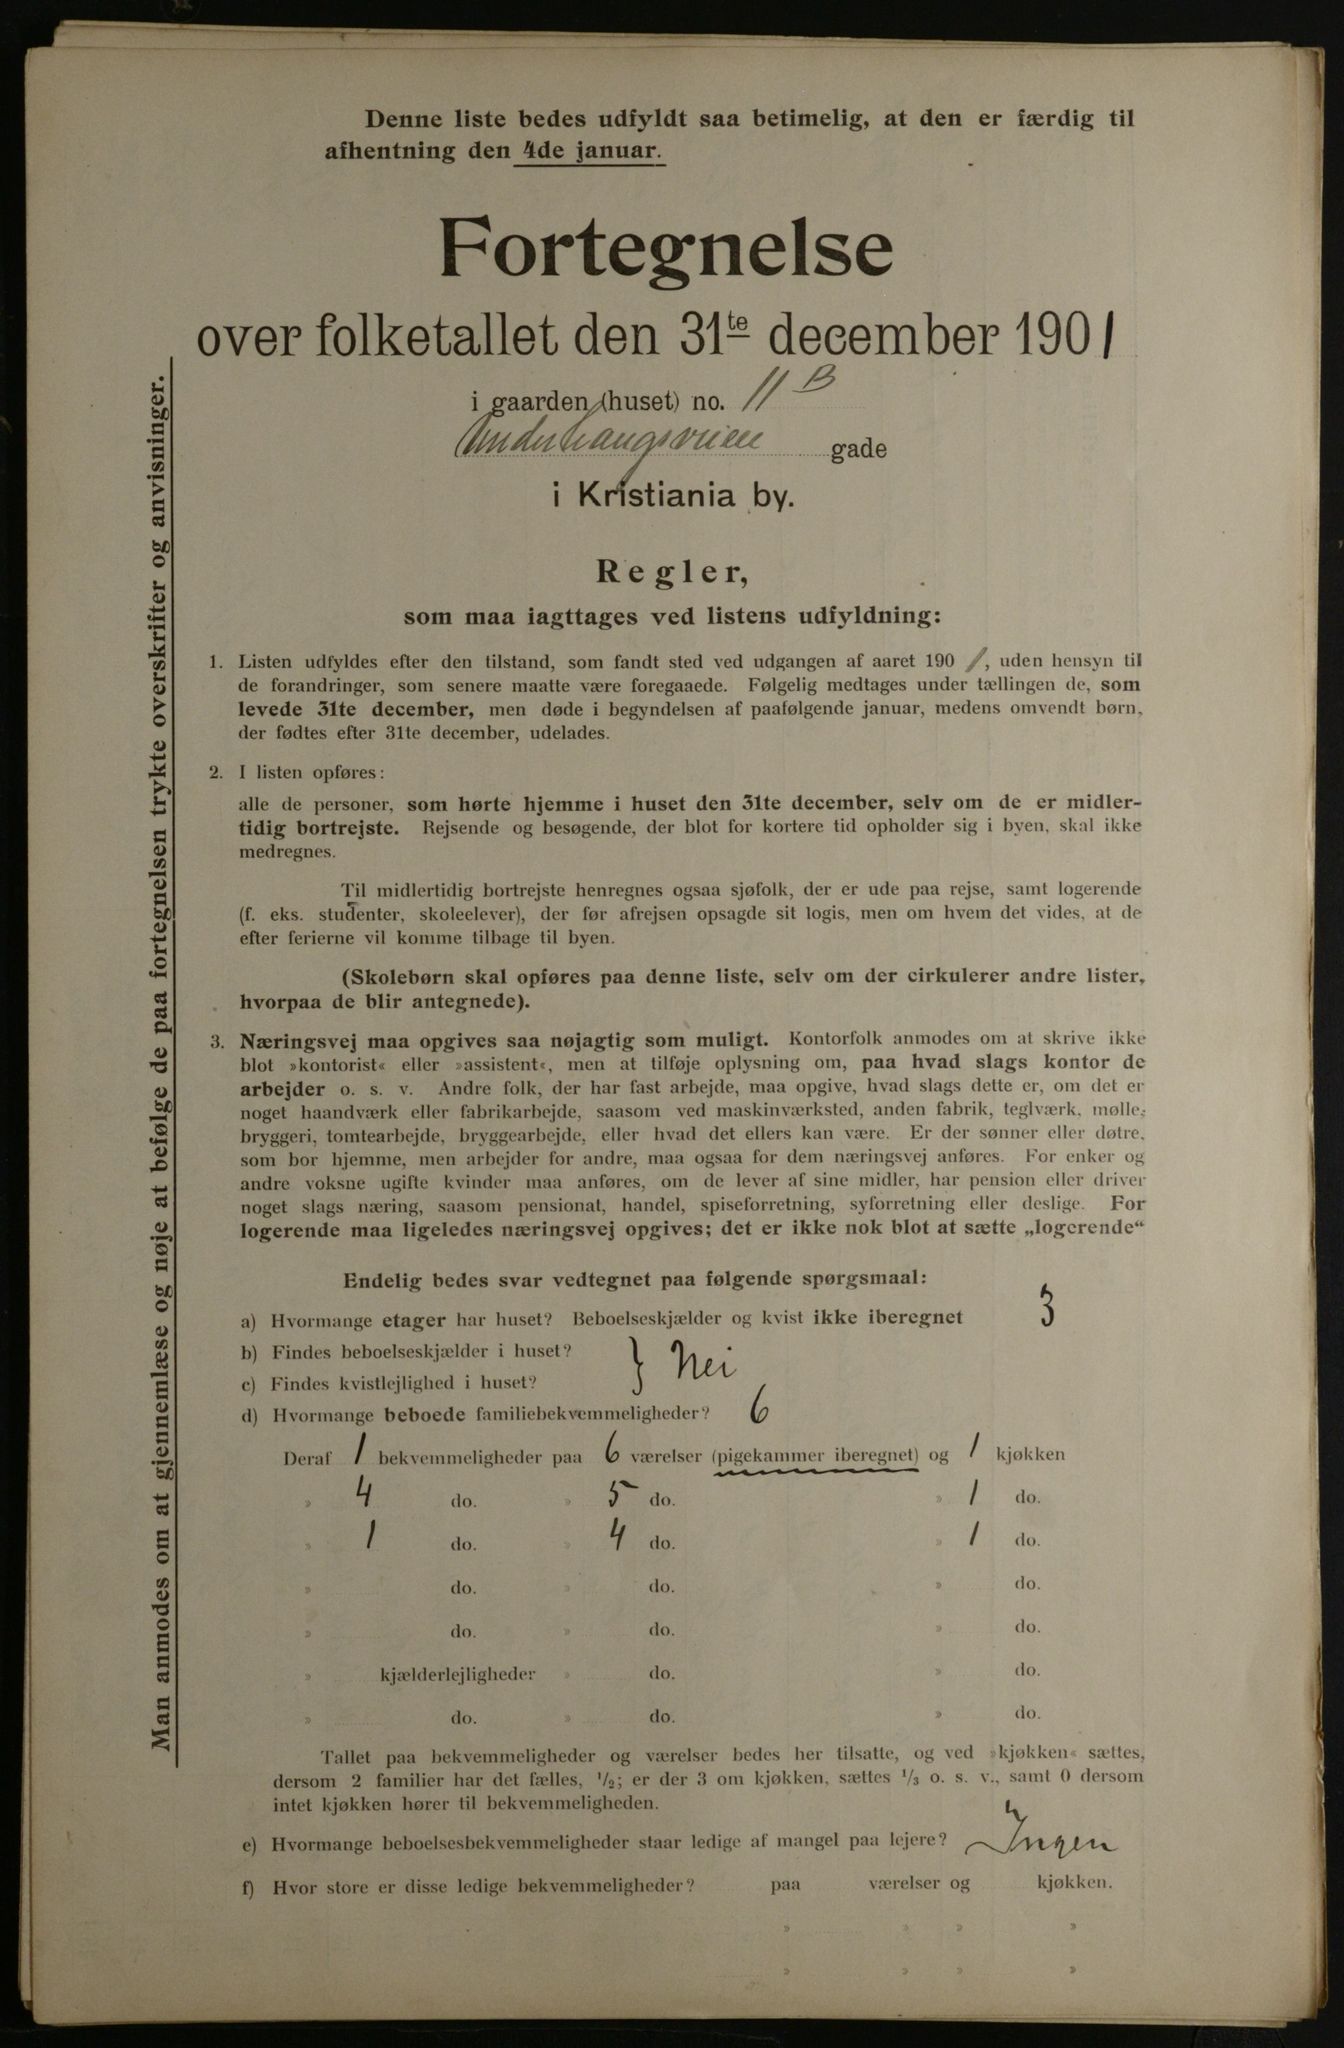 Denne liste bedes udfyldt saa betimelig, at den er færdig til
afhentning den 4de januar.
Fortegnelse
over folketallet den 31te december 1901
i gaarden (huset) no. 11 B
Underhaugsveien gade
i Kristiania by.
Regler,
som maa iagttages ved listens udfyldning:
1. Listen udfyldes efter den tilstand, som fandt sted ved udgangen af aaret 1901, uden hensyn til
de forandringer, som senere maatte være foregaaede. Følgelig medtages under tællingen de, som
levede 31te december, men døde i begyndelsen af paafølgende januar, medens omvendt børn,
der fødtes efter 31te december, udelades.
2. I listen opføres:
alle de personer, som hørte hjemme i huset den 31te december, selv om de er midler-
tidig bortrejste. Rejsende og besøgende, der blot for kortere tid opholder sig i byen, skal ikke
medregnes.
Til midlertidig bortrejste henregnes ogsaa sjøfolk, der er ude paa rejse, samt logerende
(f. eks. studenter, skoleelever), der før afrejsen opsagde sit logis, men om hvem det vides, at de
efter ferierne vil komme tilbage til byen.
(Skolebørn skal opføres paa denne liste, selv om der cirkulerer andre lister,
hvorpaa de blir antegnede).
3. Næringsvej maa opgives saa nøjagtig som muligt. Kontorfolk anmodes om at skrive ikke
blot »kontorist« eller »assistent«, men at tilføje oplysning om, paa hvad slags kontor de
arbejder o. s. v. Andre folk, der har fast arbejde, maa opgive, hvad slags dette er, om det er
noget haandværk eller fabrikarbejde, saasom ved maskinværksted, anden fabrik, teglværk, mølle,
bryggeri, tomtearbejde, bryggearbejde, eller hvad det ellers kan være. Er der sønner eller døtre,
som bor hjemme, men arbejder for andre, maa ogsaa for dem næringsvej anføres. For enker og
andre voksne ugifte kvinder maa anføres, om de lever af sine midler, har pension eller driver
noget slags næring, saasom pensionat, handel, spiseforretning, syforretning eller deslige. For
logerende maa ligeledes næringsvej opgives; det er ikke nok blot at sætte „logerende“
Endelig bedes svar vedtegnet paa følgende spørgsmaal:
a) Hvormange etager har huset? Beboelseskjælder og kvist ikke iberegnet 3
b) Findes beboelseskjælder i huset?
c) Findes kvistlejlighed i huset? } Nei
d) Hvormange beboede familiebekvemmeligheder? 6
Deraf 1 bekvemmeligheder paa 6 værelser (pigekammer iberegnet) og 1 kjøkken
» 4 do. » 5 do. » 1 do.
» 1 do. » 4 do. » 1 do.
» do. » do. » do.
» do. » do. » do.
» kjælderlejligheder » do. » do.
» do. » do. » do.
Tallet paa bekvemmeligheder og værelser bedes her tilsatte, og ved »kjøkken« sættes,
dersom 2 familier har det fælles, 1/2; er der 3 om kjøkken, sættes 1/3 o. s. v., samt 0 dersom
intet kjøkken hører til bekvemmeligheden.
e) Hvormange beboelsesbekvemmeligheder staar ledige af mangel paa lejere? Ingen
f) Hvor store er disse ledige bekvemmeligheder? paa værelser og kjøkken.
» » » »
» » » »
Man anmodes om at gjennemlæse og nøje at befølge de paa fortegnelsen trykte overskrifter og anvisninger.